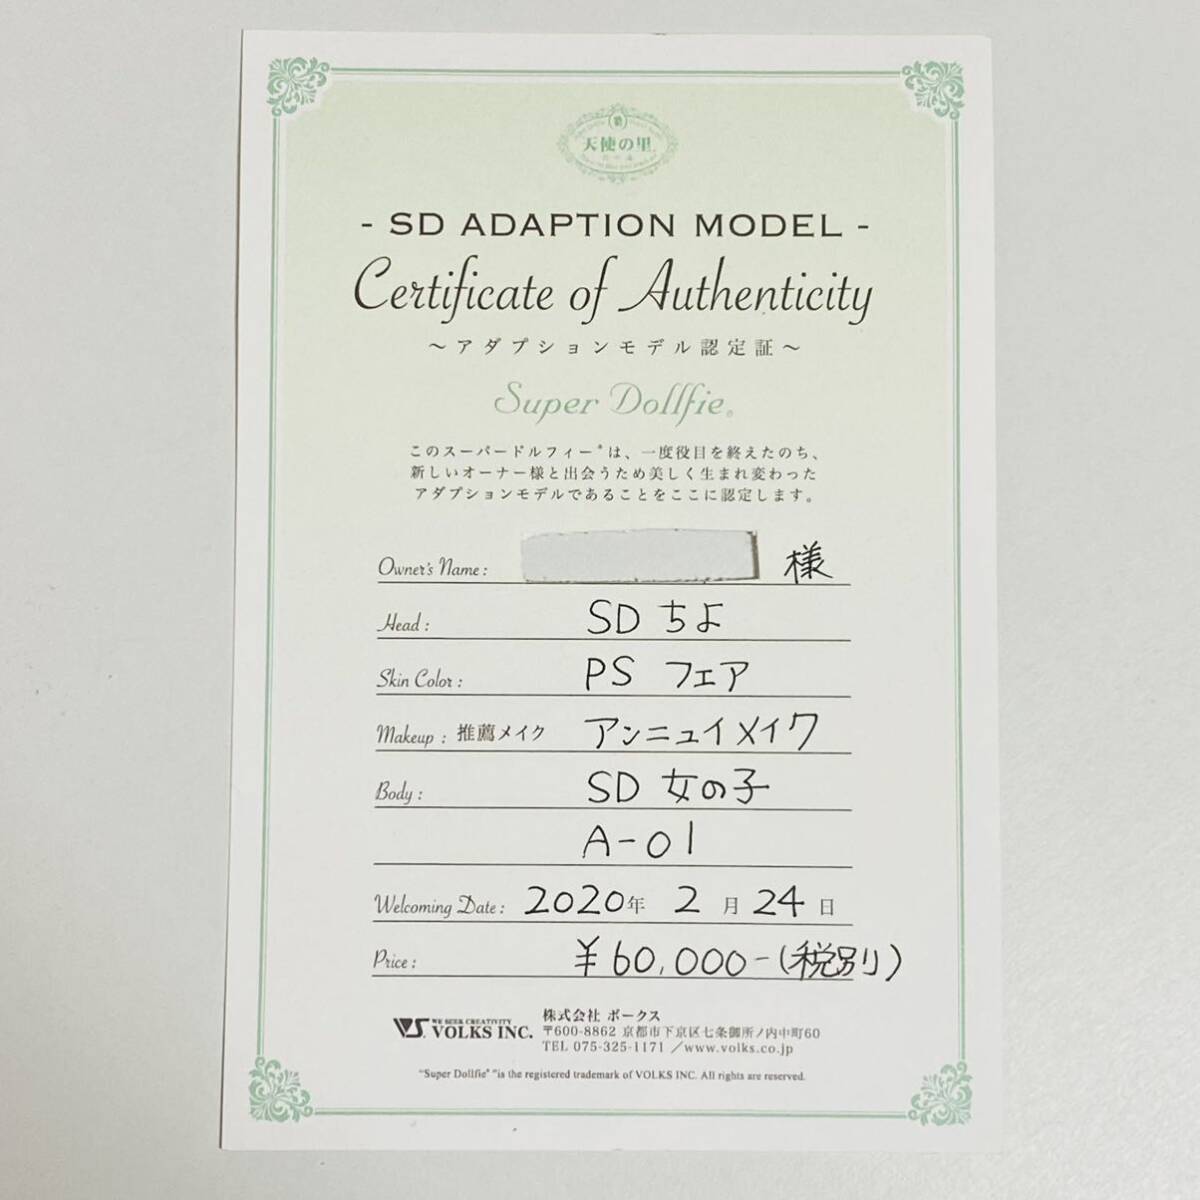 天使の里
- SD ADAPTION MODEL -
Certificate of Authenticity
～アダプションモデル認定証～
Super Dollfie®
このスーパードルフィー®は、一度役目を終えたのち、
新しいオーナー様と出会うため美しく生まれ変わった
アダプションモデルであることをここに認定します。
Owner's Name: 様
Head: SD ちよ
Skin Color: PS フェア
Makeup: 推薦メイク アンニュイメイク
Body: SD 女の子
A-01
Welcoming Date: 2020年 2月 24日
Price: ¥60,000-(税別)
WE SEEK CREATIVITY
VS VOLKS INC.
株式会社 ボークス
〒600-8862 京都市下京区七条御所ノ内中町60
TEL 075-325-1171 ／www.volks.co.jp
"Super Dollfie®"is the registered trademark of VOLKS INC. All rights are reserved.